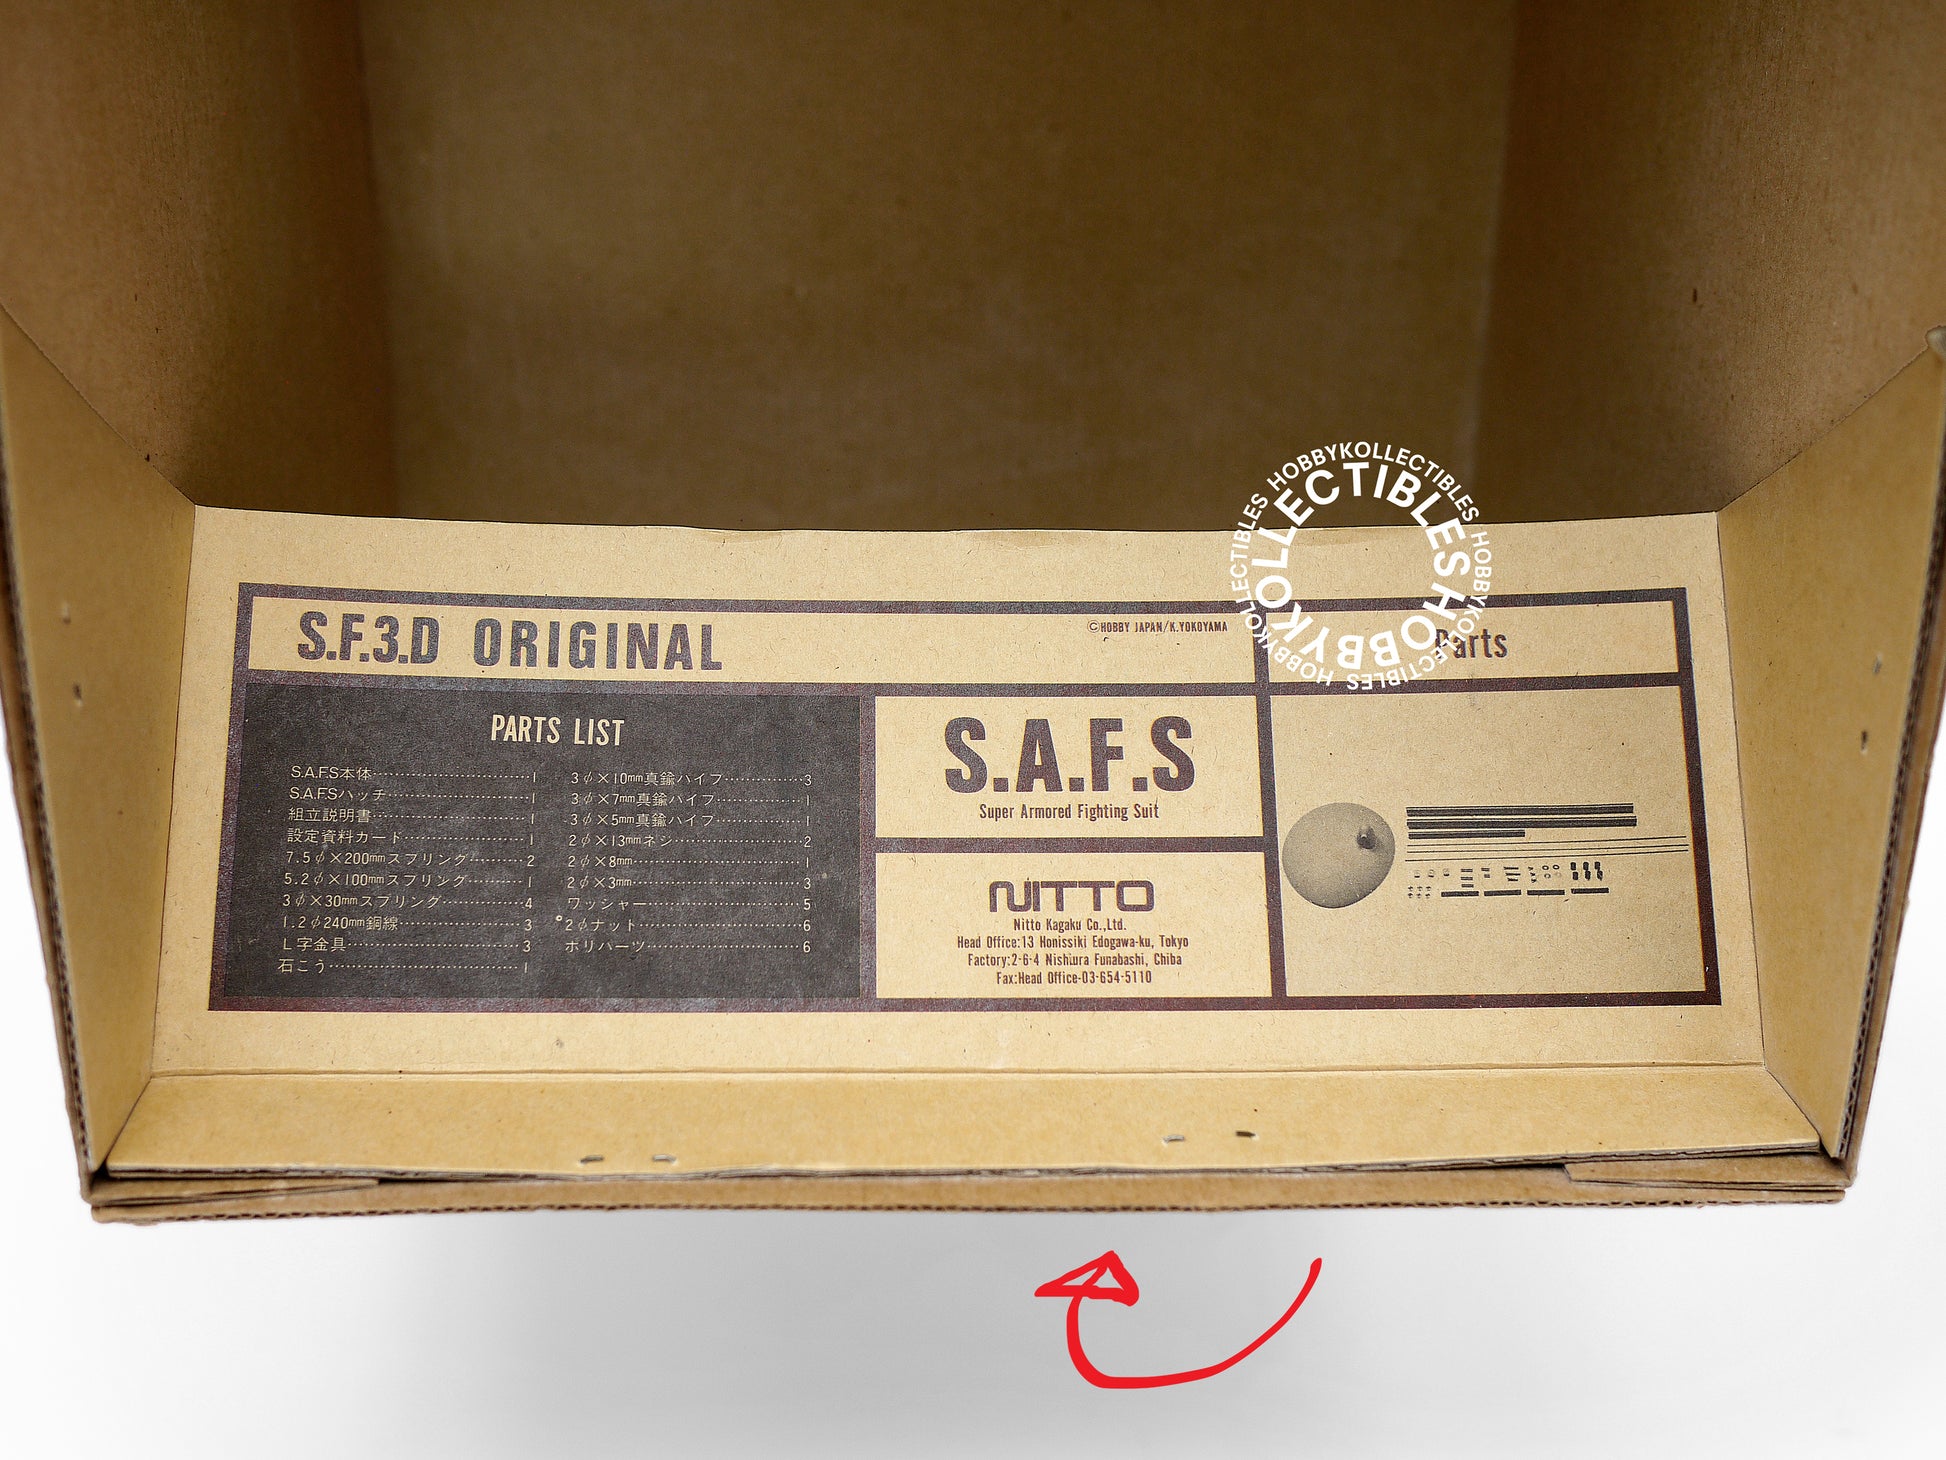 S.F.3.D ORIGINAL
©HOBBY JAPAN/K.YOKOYAMA
Parts
PARTS LIST
S.A.F.S本体 1
S.A.F.Sハッチ 1
組立説明書 1
設定資料カード 1
7.5φ×200mmスプリング 2
5.2φ×100mmスプリング 1
3φ×30mmスプリング 4
1.2φ240mm銅線 3
L字金具 3
石こう 1
3φ×10mm真鍮パイプ 3
3φ×7mm真鍮パイプ 1
3φ×5mm真鍮パイプ 1
2φ×13mmネジ 2
2φ×8mm 1
2φ×3mm 3
ワッシャー 5
2φナット 6
ポリパーツ 6
S.A.F.S
Super Armored Fighting Suit
NITTO
Nitto Kagaku Co.,Ltd.
Head Office:13 Honissiki Edogawa-ku, Tokyo
Factory:2-6-4 Nishiura Funabashi, Chiba
Fax:Head Office-03-654-5110
HOBBYKOLLECTIBLES HOBBYKOLLECTIBLES HOBBYKOLLECTIBLES
HOBBYKOLLECTIBLES